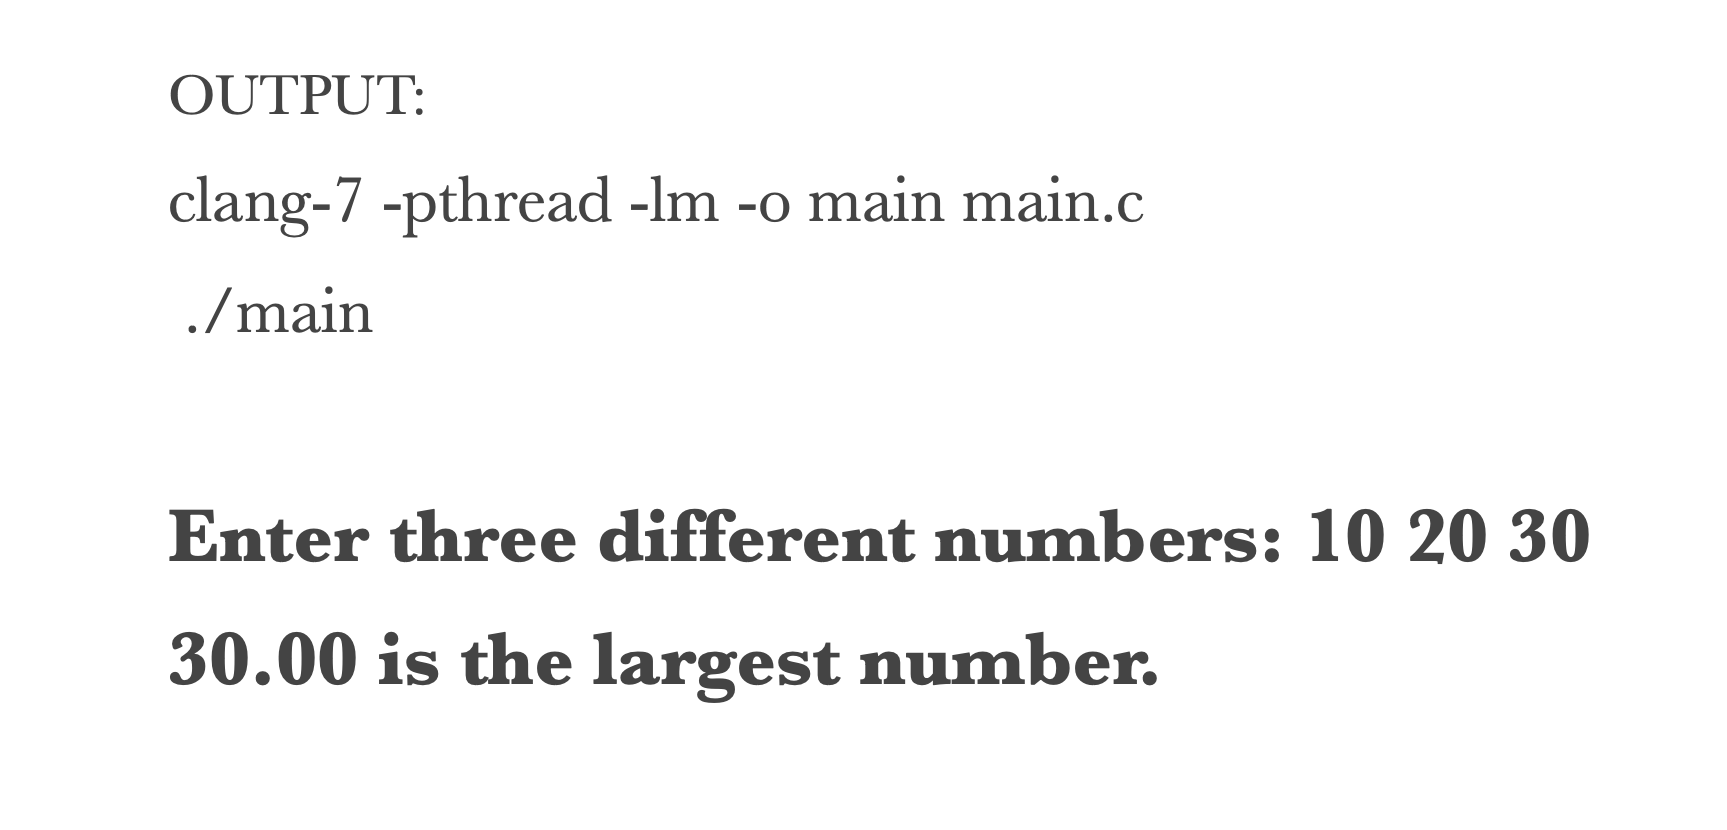 OUTPUT:
clang-7 -pthread -lm -o main main.c
./main
Enter three different numbers: 10 20 30
30.00 is the largest number.